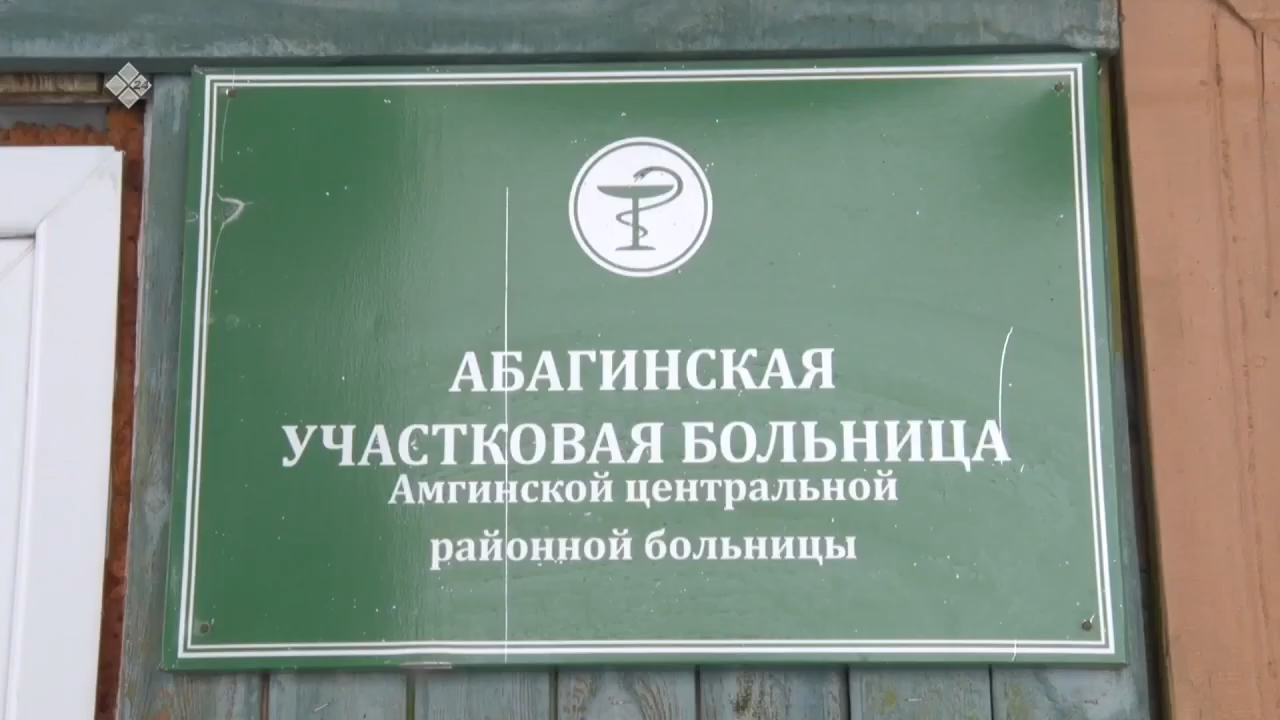 АБАГИНСКАЯ
УЧАСТКОВАЯ БОЛЬНИЦА
Амгинской центральной
районной больницы